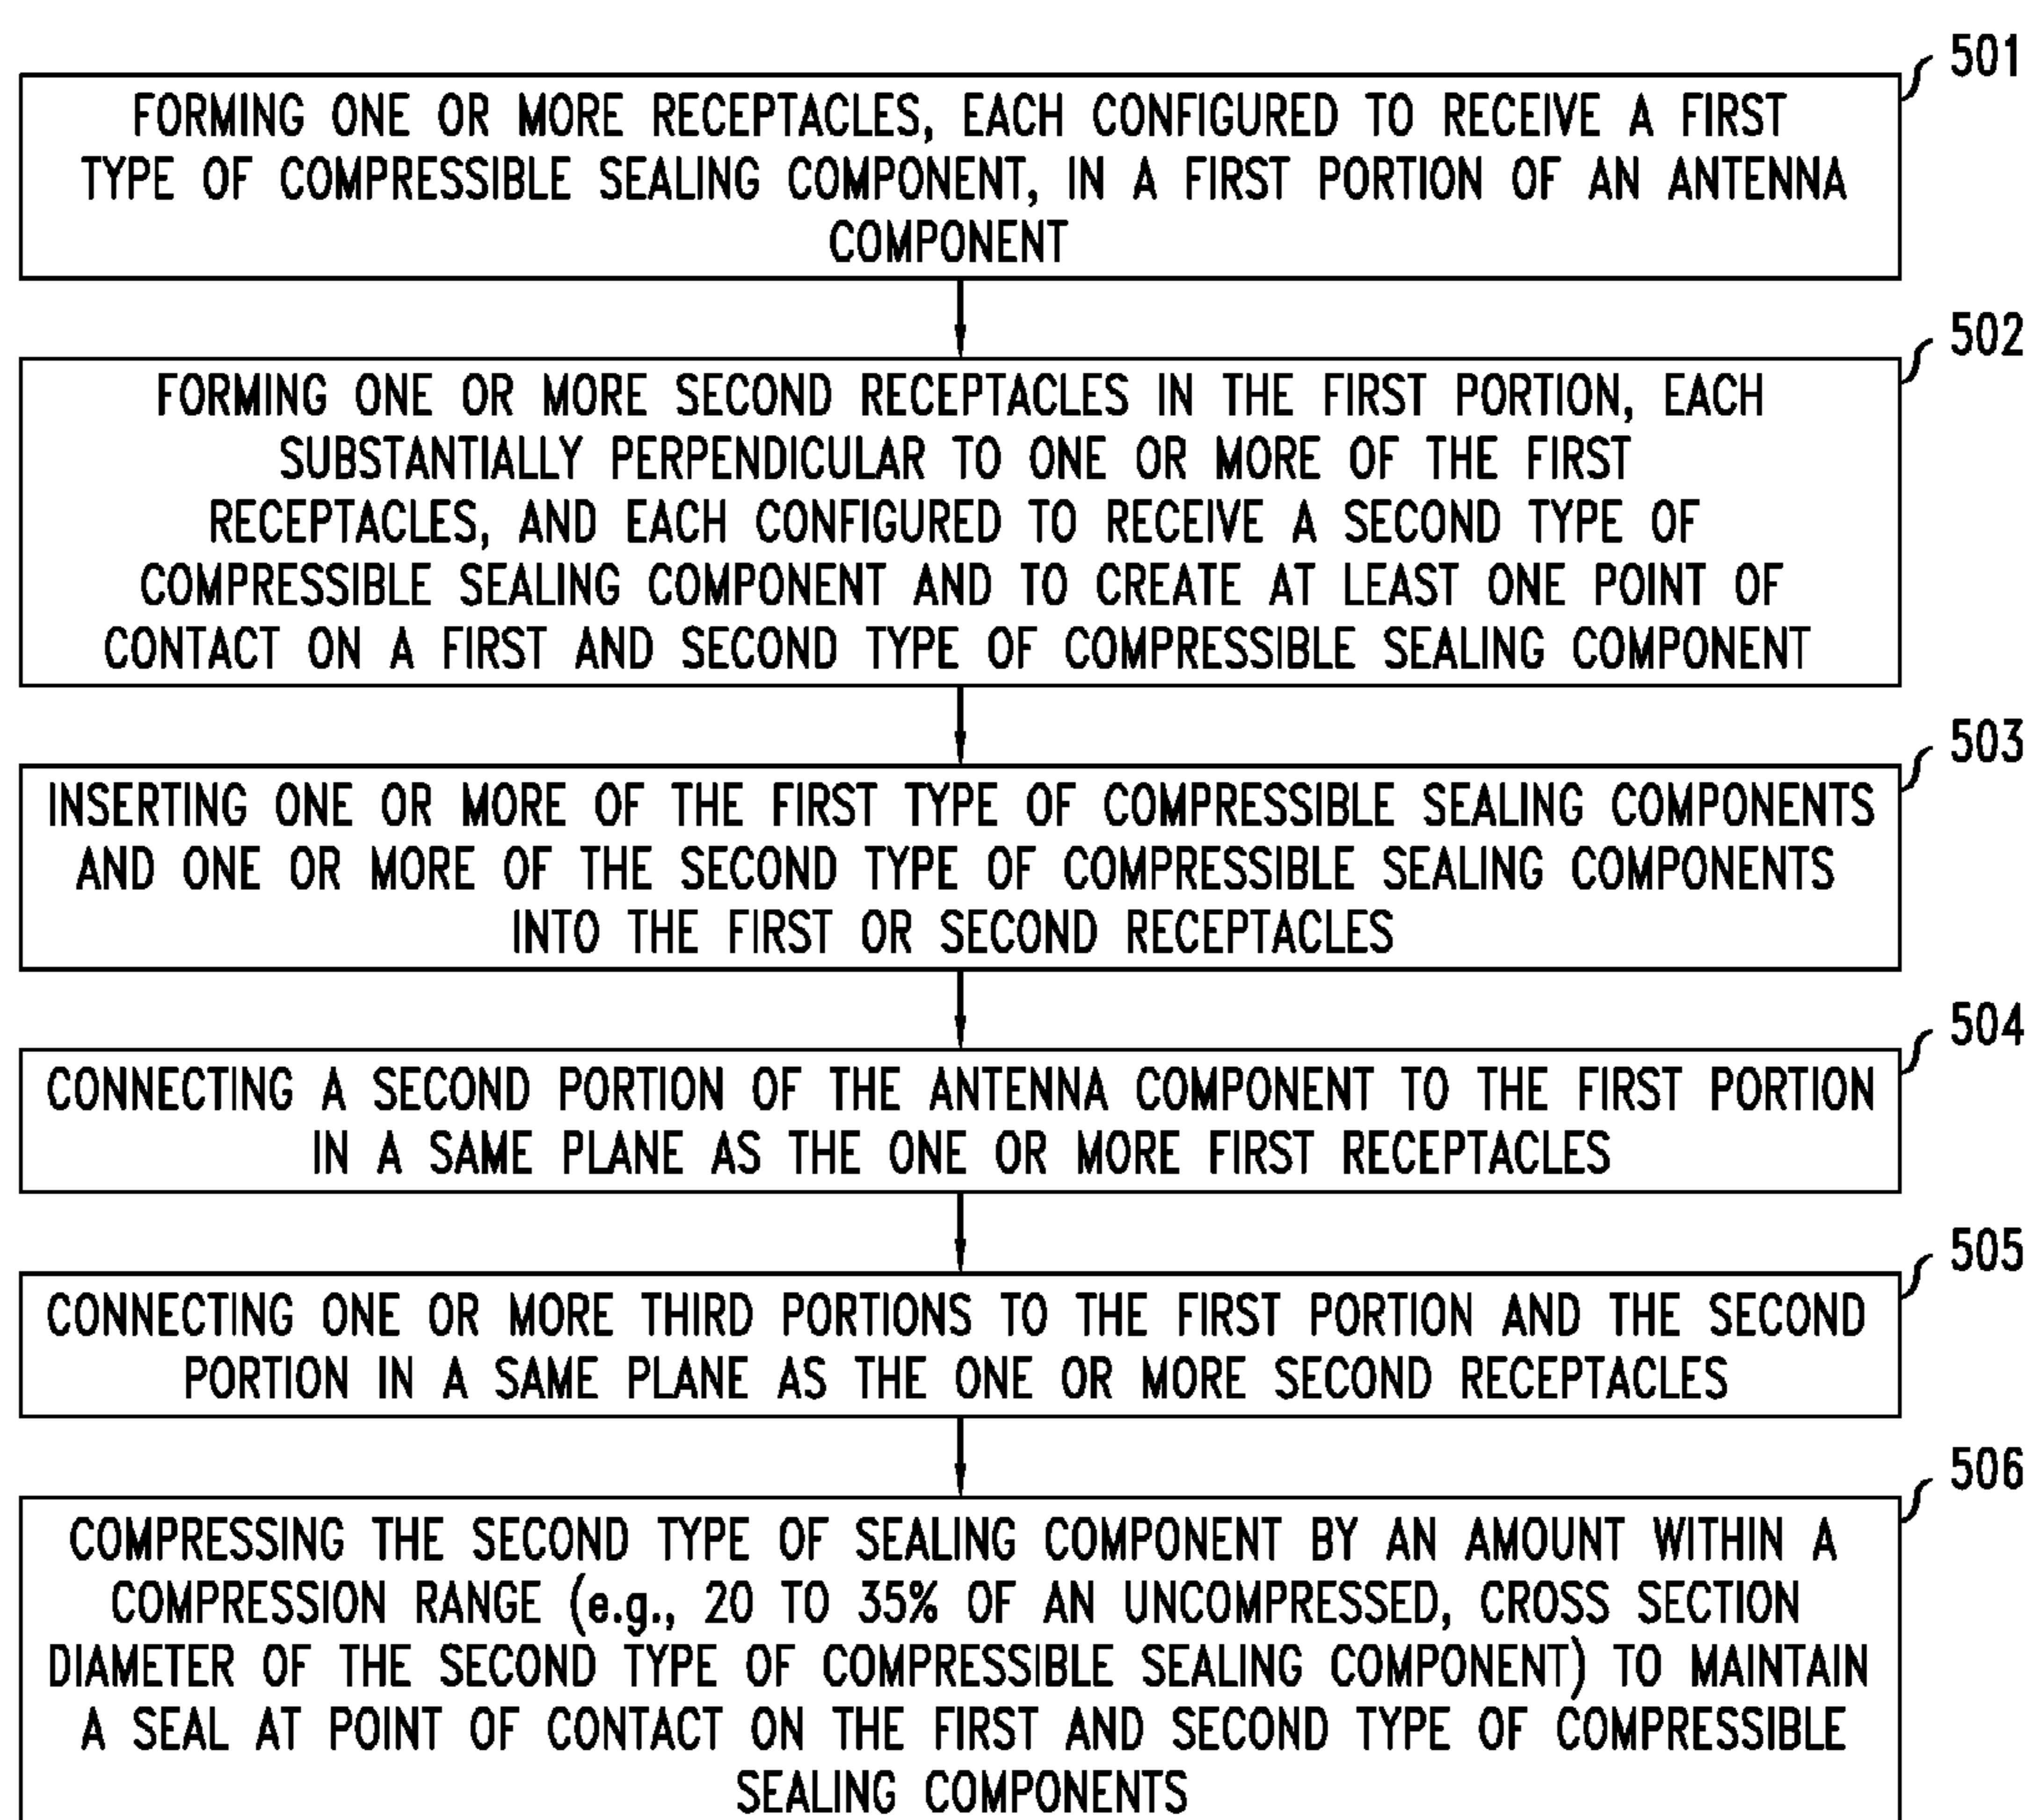 501
FORMING ONE OR MORE RECEPTACLES, EACH CONFIGURED TO RECEIVE A FIRST
TYPE OF COMPRESSIBLE SEALING COMPONENT, IN A FIRST PORTION OF AN ANTENNA
COMPONENT
502
FORMING ONE OR MORE SECOND RECEPTACLES IN THE FIRST PORTION, EACH
SUBSTANTIALLY PERPENDICULAR TO ONE OR MORE OF THE FIRST
RECEPTACLES, AND EACH CONFIGURED TO RECEIVE A SECOND TYPE OF
COMPRESSIBLE SEALING COMPONENT AND TO CREATE AT LEAST ONE POINT OF
CONTACT ON A FIRST AND SECOND TYPE OF COMPRESSIBLE SEALING COMPONENT
503
INSERTING ONE OR MORE OF THE FIRST TYPE OF COMPRESSIBLE SEALING COMPONENTS
AND ONE OR MORE OF THE SECOND TYPE OF COMPRESSIBLE SEALING COMPONENTS
INTO THE FIRST OR SECOND RECEPTACLES
504
CONNECTING A SECOND PORTION OF THE ANTENNA COMPONENT TO THE FIRST PORTION
IN A SAME PLANE AS THE ONE OR MORE FIRST RECEPTACLES
505
CONNECTING ONE OR MORE THIRD PORTIONS TO THE FIRST PORTION AND THE SECOND
PORTION IN A SAME PLANE AS THE ONE OR MORE SECOND RECEPTACLES
506
COMPRESSING THE SECOND TYPE OF SEALING COMPONENT BY AN AMOUNT WITHIN A
COMPRESSION RANGE (e.g., 20 TO 35% OF AN UNCOMPRESSED, CROSS SECTION
DIAMETER OF THE SECOND TYPE OF COMPRESSIBLE SEALING COMPONENT) TO MAINTAIN
A SEAL AT POINT OF CONTACT ON THE FIRST AND SECOND TYPE OF COMPRESSIBLE
SEALING COMPONENTS